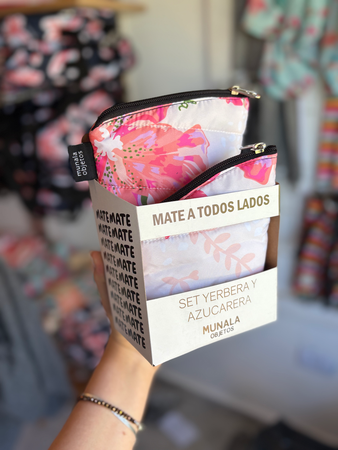 munala
objetos
MATE A TODOS LADOS
SET YERBERA Y
AZUCARERA
MUNALA
OBJETOS
MATEMATE
MATEMATE
MATEMATE
MATEMATE
MATEMATE
MATEMATE
MATEMATE
MATEMATE
MATEMATE